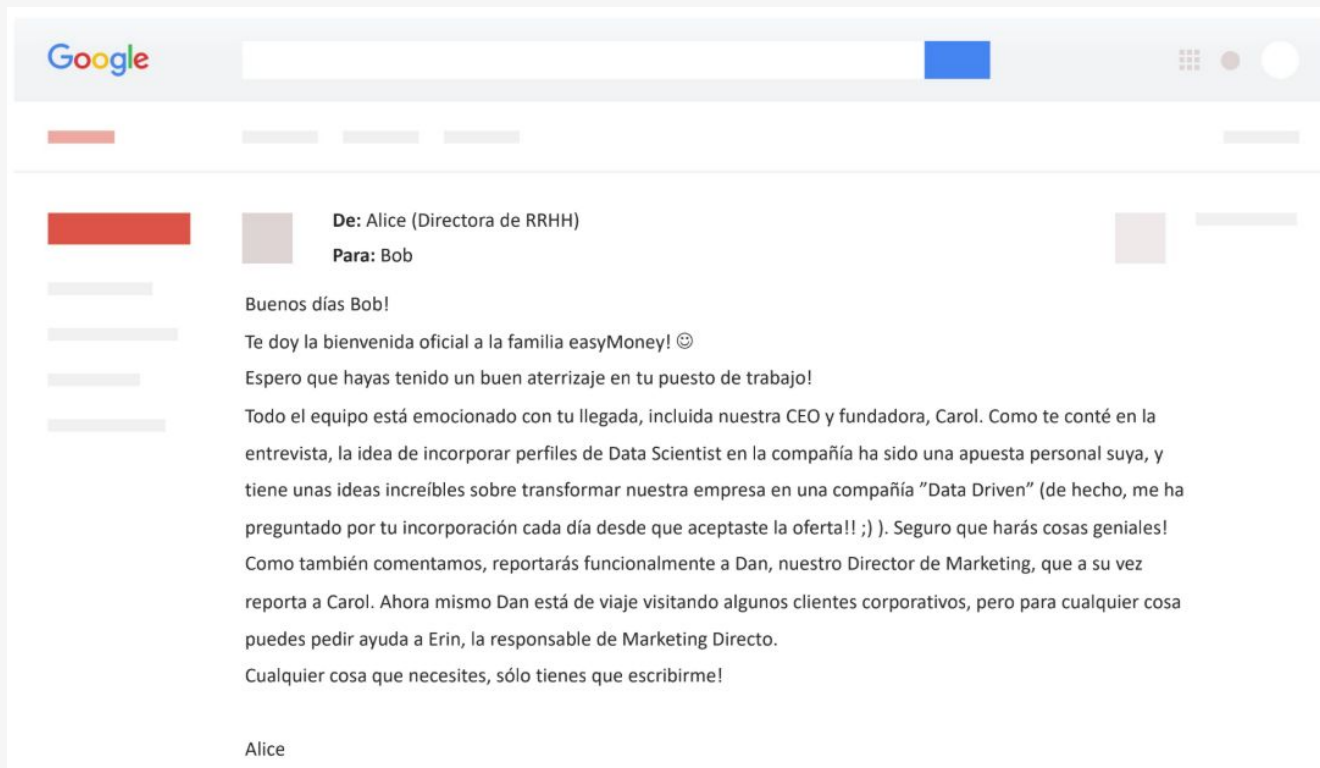 Google
De: Alice (Directora de RRHH)
Para: Bob
Buenos días Bob!
Te doy la bienvenida oficial a la familia easyMoney! ☺
Espero que hayas tenido un buen aterrizaje en tu puesto de trabajo!
Todo el equipo está emocionado con tu llegada, incluida nuestra CEO y fundadora, Carol. Como te conté en la
entrevista, la idea de incorporar perfiles de Data Scientist en la compañía ha sido una apuesta personal suya, y
tiene unas ideas increíbles sobre transformar nuestra empresa en una compañía ”Data Driven” (de hecho, me ha
preguntado por tu incorporación cada día desde que aceptaste la oferta!! ;) ). Seguro que harás cosas geniales!
Como también comentamos, reportarás funcionalmente a Dan, nuestro Director de Marketing, que a su vez
reporta a Carol. Ahora mismo Dan está de viaje visitando algunos clientes corporativos, pero para cualquier cosa
puedes pedir ayuda a Erin, la responsable de Marketing Directo.
Cualquier cosa que necesites, sólo tienes que escribirme!
Alice